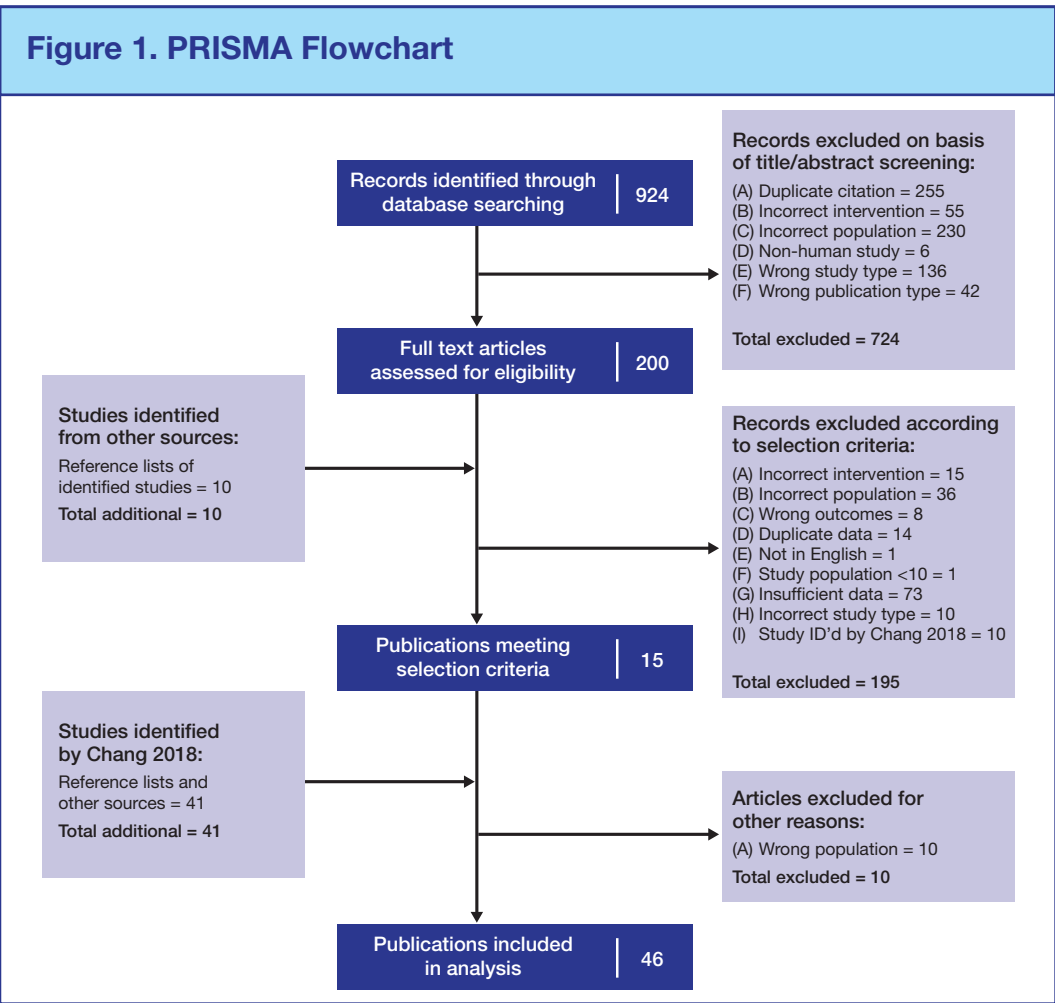 Figure 1. PRISMA Flowchart
Records identified through
database searching
924
Records excluded on basis
of title/abstract screening:
(A) Duplicate citation = 255
(B) Incorrect intervention = 55
(C) Incorrect population = 230
(D) Non-human study = 6
(E) Wrong study type = 136
(F) Wrong publication type = 42
Total excluded = 724
Full text articles
assessed for eligibility
200
Studies identified
from other sources:
Reference lists of
identified studies = 10
Total additional = 10
Records excluded according
to selection criteria:
(A) Incorrect intervention = 15
(B) Incorrect population = 36
(C) Wrong outcomes = 8
(D) Duplicate data = 14
(E) Not in English = 1
(F) Study population <10 = 1
(G) Insufficient data = 73
(H) Incorrect study type = 10
(I) Study ID'd by Chang 2018 = 10
Total excluded = 195
Publications meeting
selection criteria
15
Studies identified
by Chang 2018:
Reference lists and
other sources = 41
Total additional = 41
Articles excluded for
other reasons:
(A) Wrong population = 10
Total excluded = 10
Publications included
in analysis
46